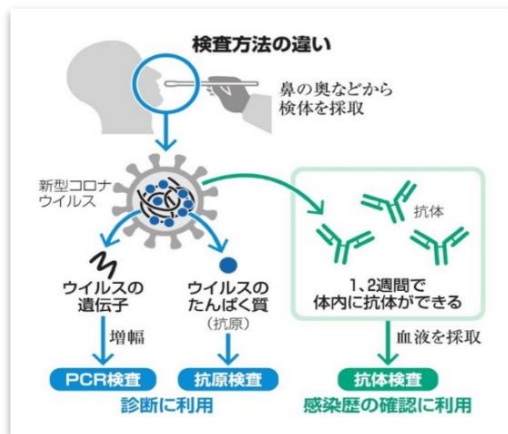 検査方法の違い
鼻の奥などから
検体を採取
新型コロナ
ウイルス
抗体
ウイルスの
遺伝子
ウイルスの
たんぱく質
(抗原)
1、2週間で
体内に抗体ができる
増幅
血液を採取
PCR検査
抗原検査
抗体検査
診断に利用
感染歴の確認に利用